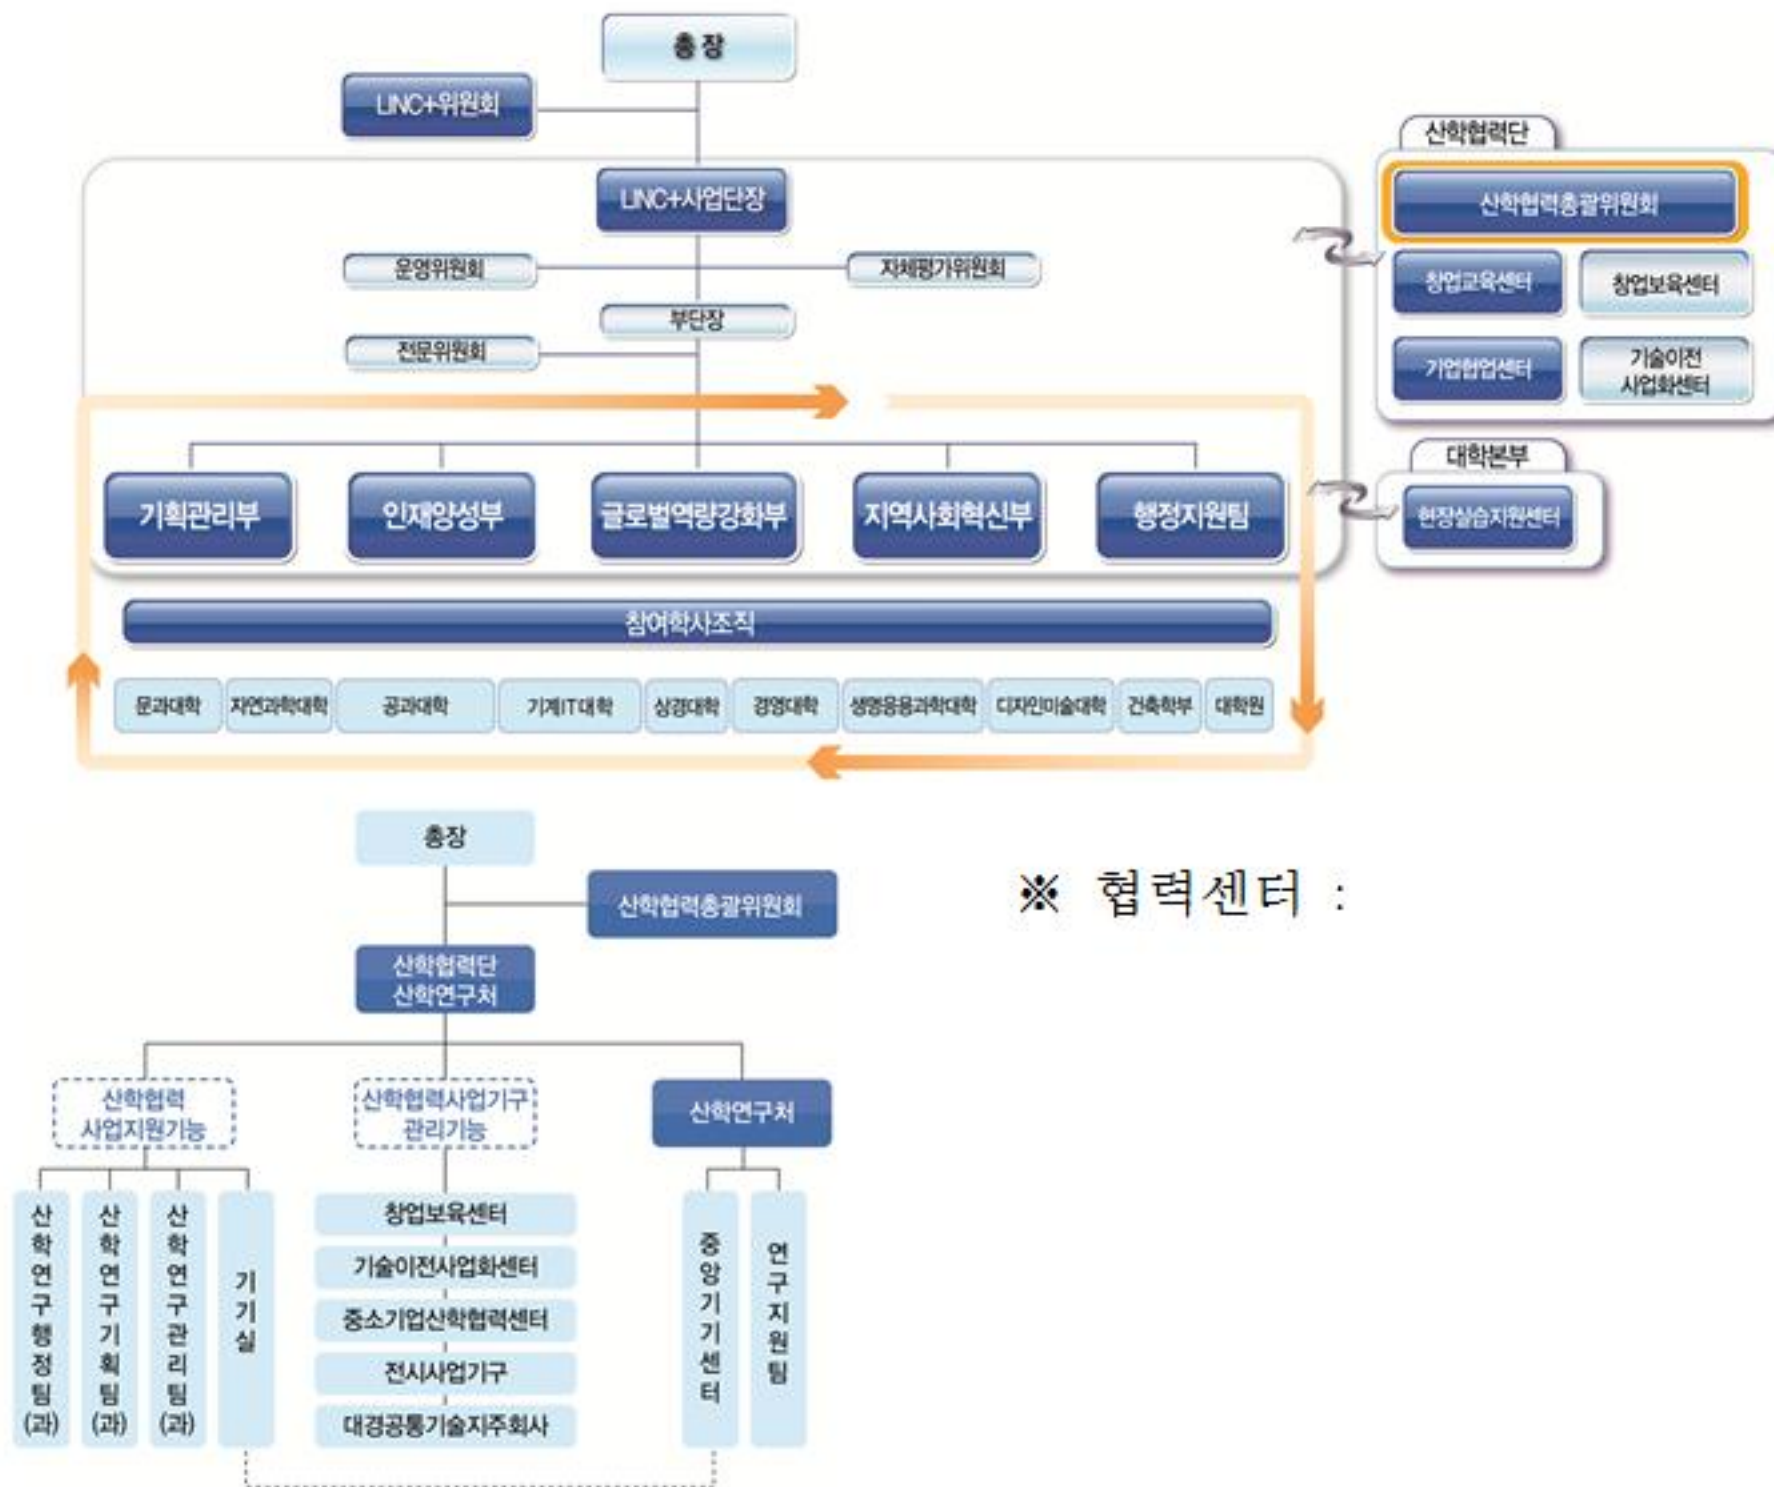 총장
LINC+위원회
산학협력단
LINC+사업단장
산학협력총괄위원회
운영위원회
자체평가위원회
창업교육센터
창업보육센터
부단장
전문위원회
기업협업센터
기술이전
사업화센터
대학본부
기획관리부
인재양성부
글로벌역량강화부
지역사회혁신부
행정지원팀
현장실습지원센터
참여학사조직
문과대학
자연과학대학
공과대학
기계IT대학
상경대학
경영대학
생명응용과학대학
디자인미술대학
건축학부
대학원
총장
산학협력총괄위원회
※ 협력센터 :
산학협력단
산학연구처
산학협력
사업지원기능
산학협력사업기구
관리기능
산학연구처
산학연구행정팀(과)
산학연구기획팀(과)
산학연구관리팀(과)
기기실
창업보육센터
기술이전사업화센터
중소기업산학협력센터
전시사업기구
대경공통기술지주회사
중앙기기센터
연구지원팀